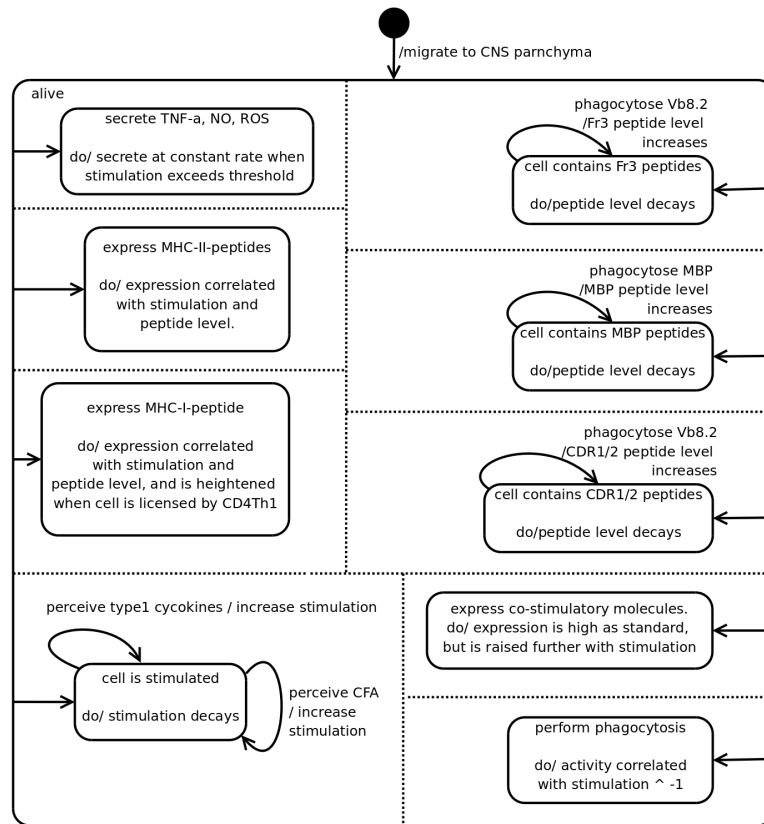 /migrate to CNS parnchyma
alive
secrete TNF-a, NO, ROS
do/ secrete at constant rate when
stimulation exceeds threshold
express MHC-II-peptides
do/ expression correlated
with stimulation and
peptide level.
express MHC-I-peptide
do/ expression correlated
with stimulation and
peptide level, and is heightened
when cell is licensed by CD4Th1
perceive type1 cycokines / increase stimulation
cell is stimulated
do/ stimulation decays
perceive CFA
/ increase
stimulation
phagocytose Vb8.2
/Fr3 peptide level
increases
cell contains Fr3 peptides
do/peptide level decays
phagocytose MBP
/MBP peptide level
increases
cell contains MBP peptides
do/peptide level decays
phagocytose Vb8.2
/CDR1/2 peptide level
increases
cell contains CDR1/2 peptides
do/peptide level decays
express co-stimulatory molecules.
do/ expression is high as standard,
but is raised further with stimulation
perform phagocytosis
do/ activity correlated
with stimulation ^ -1